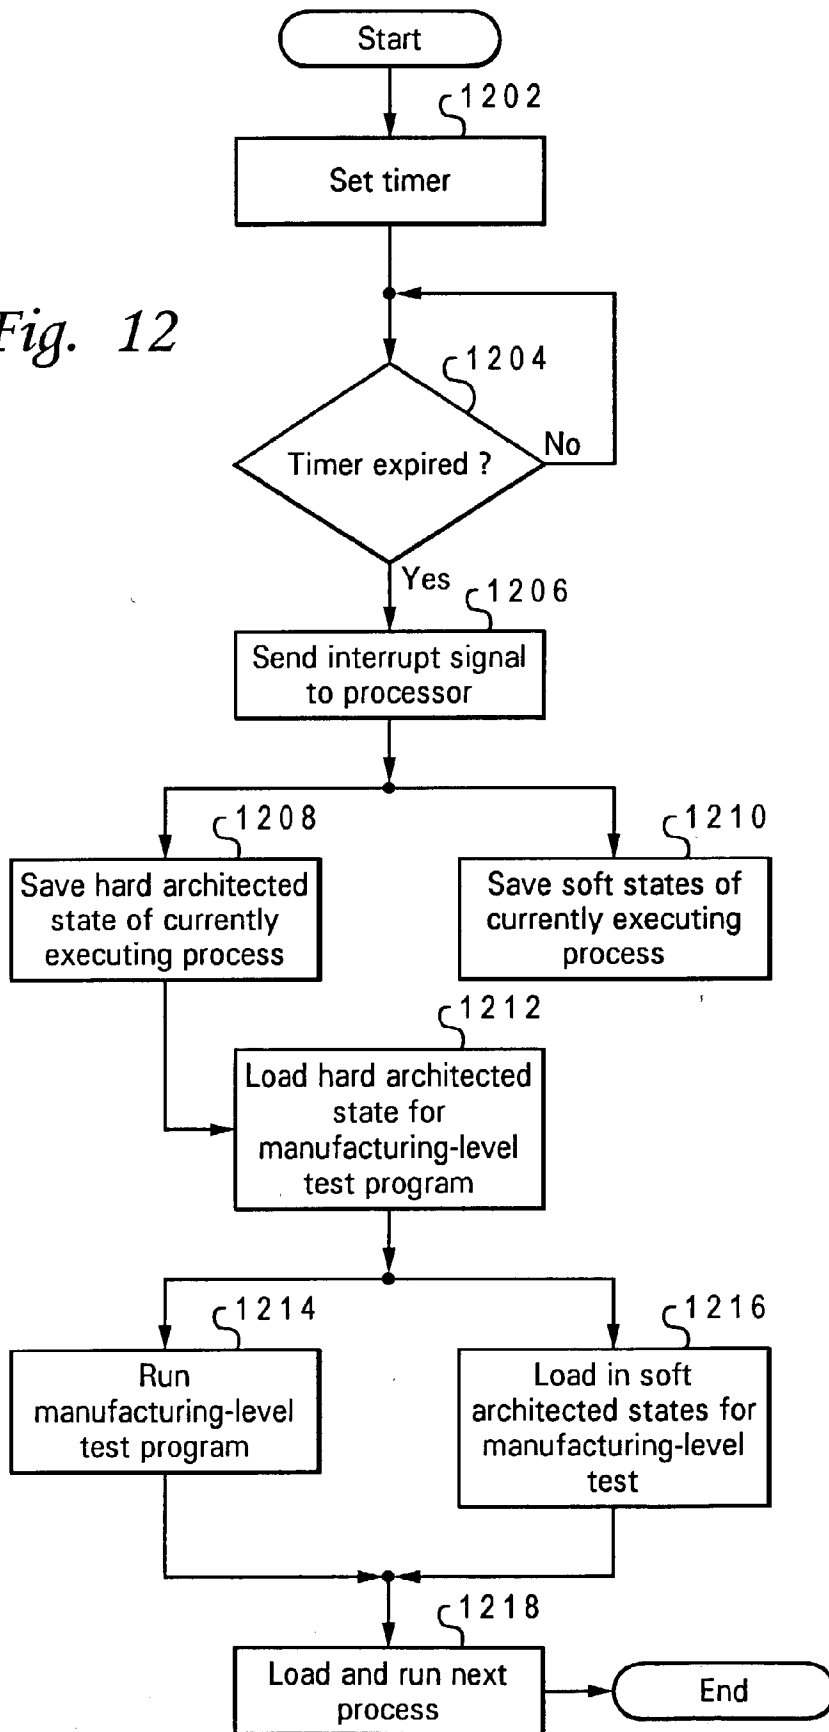 Start
1202
Set timer
Fig. 12
1204
Timer expired ?
No
Yes
1206
Send interrupt signal
to processor
1208
Save hard architected
state of currently
executing process
1210
Save soft states of
currently executing
process
1212
Load hard architected
state for
manufacturing-level
test program
1214
Run
manufacturing-level
test program
1216
Load in soft
architected states for
manufacturing-level
test
1218
Load and run next
process
End